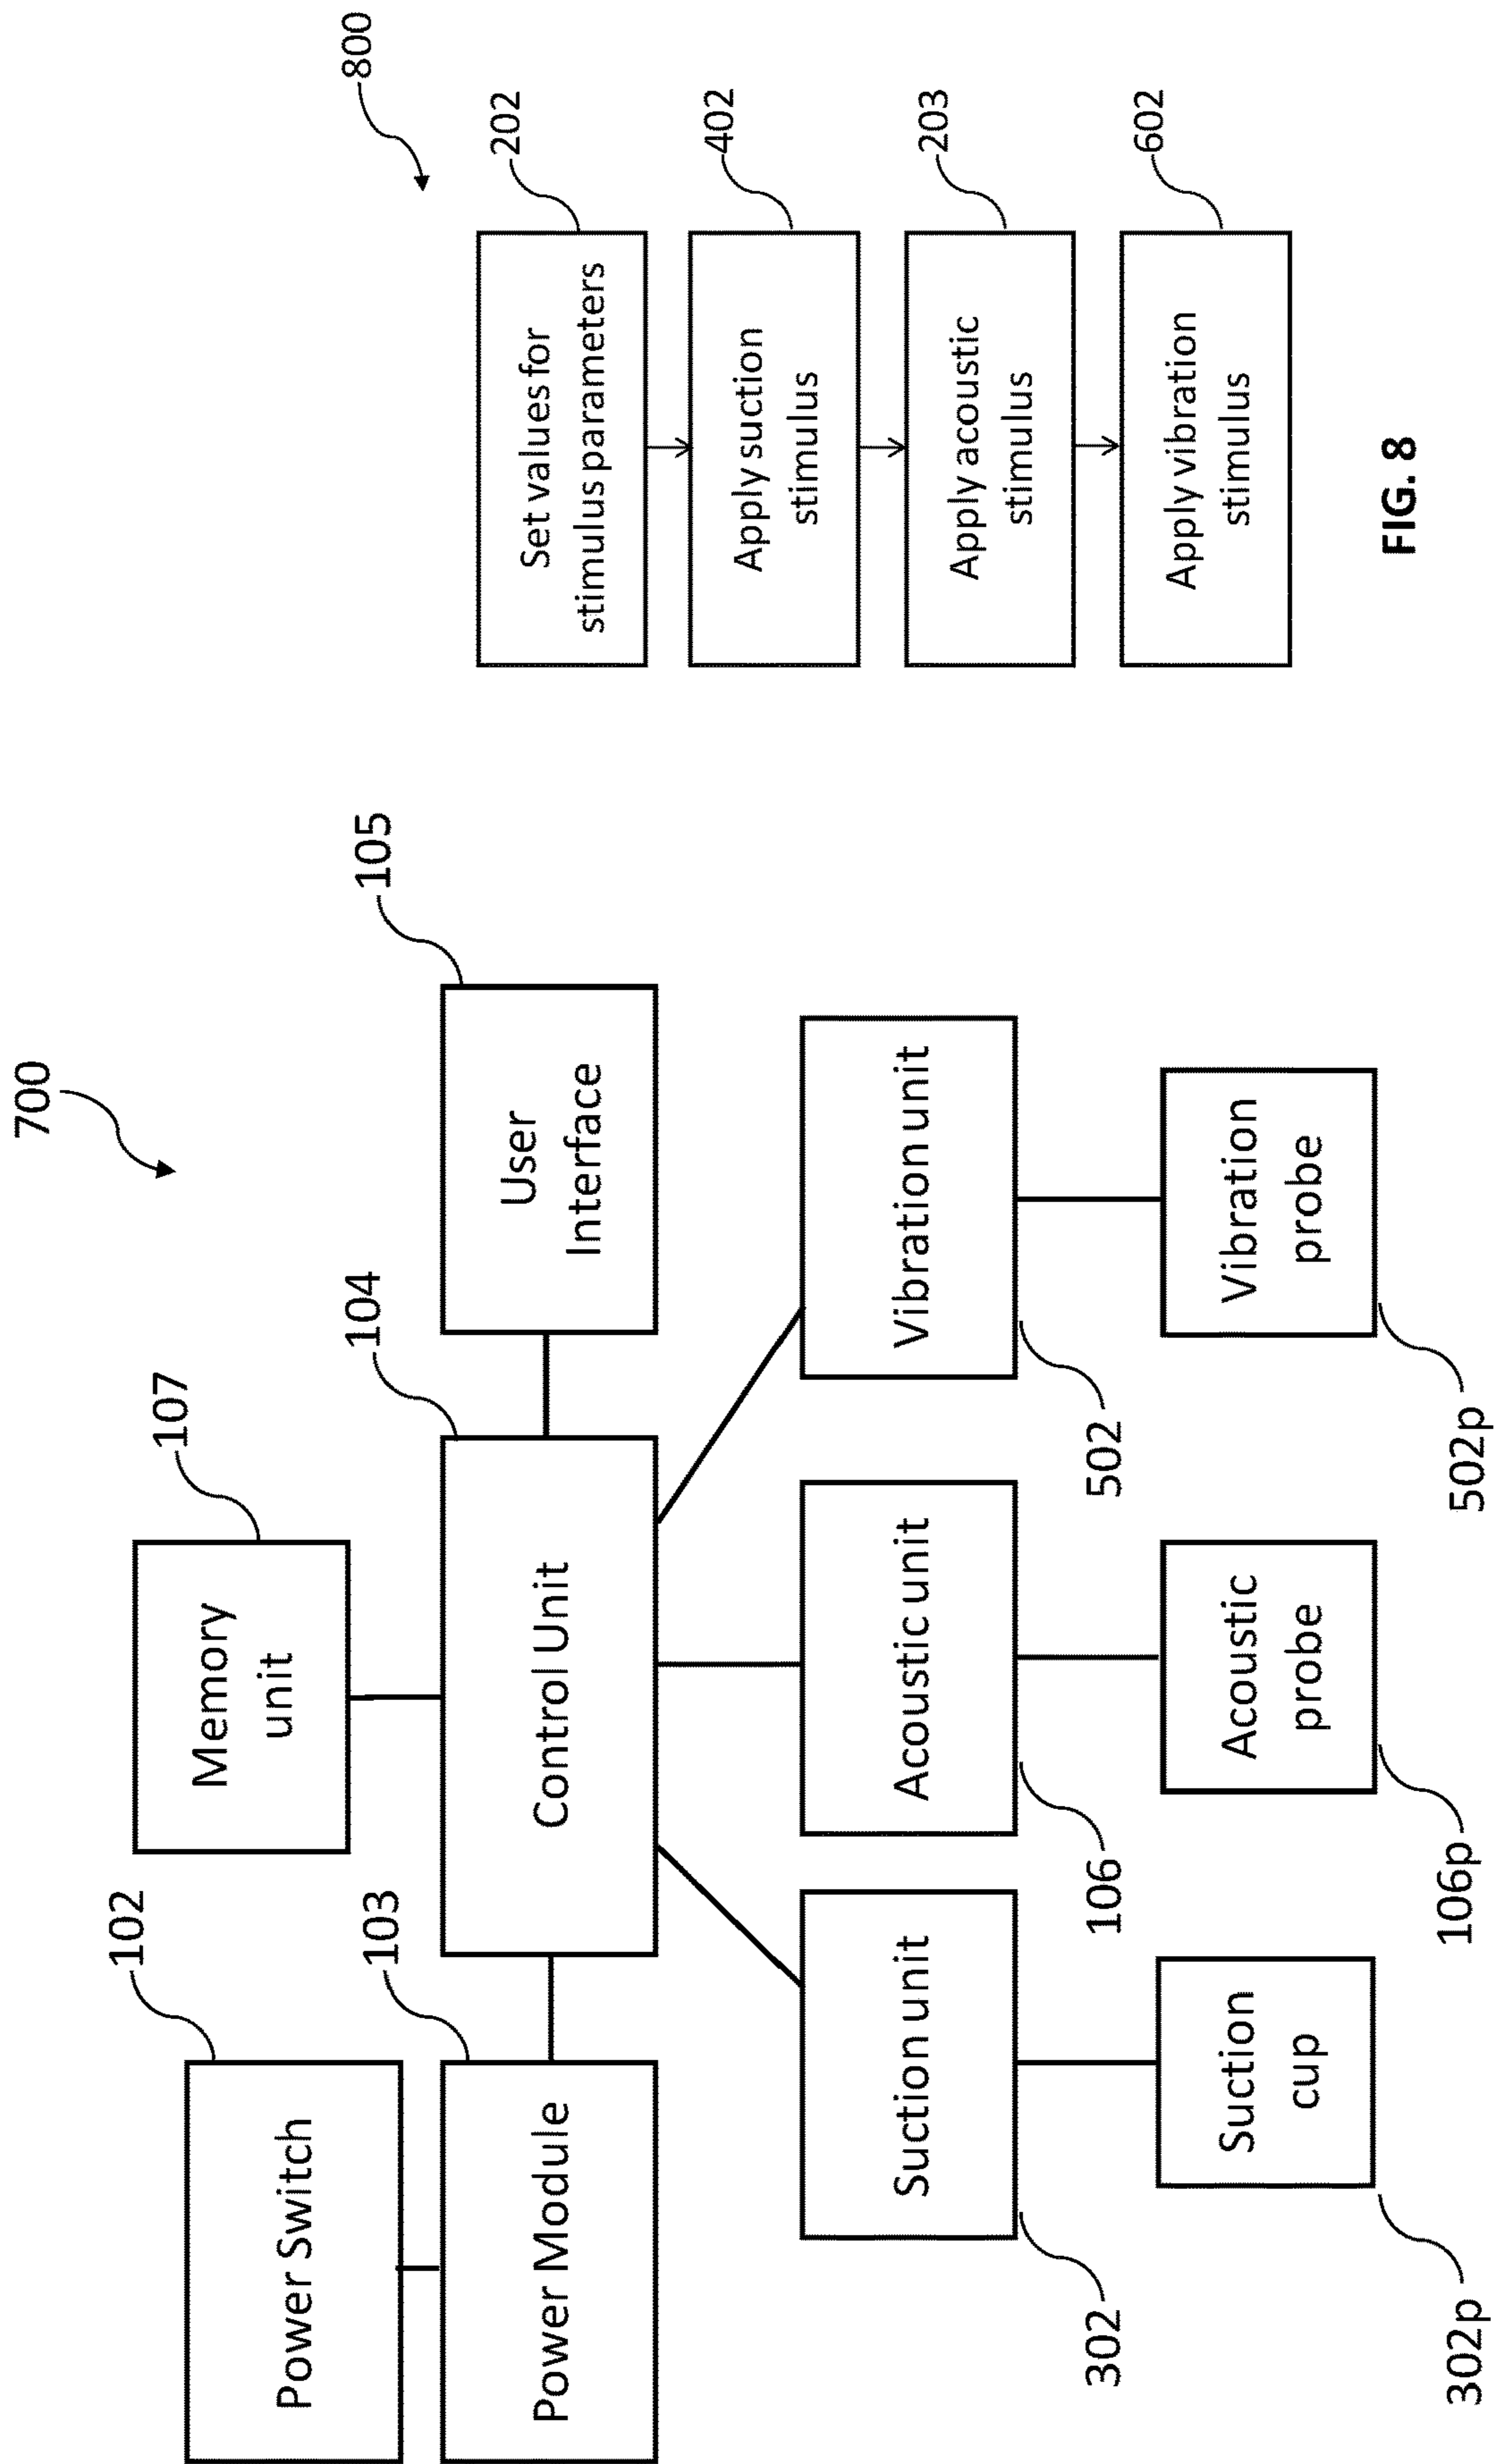 700
102
Power Switch
103
Power Module
107
Memory
unit
104
Control Unit
105
User
Interface
Suction unit
302
Acoustic unit
106
Vibration unit
502
Suction
cup
302p
Acoustic
probe
106p
Vibration
probe
502p
800
Set values for
stimulus parameters
202
Apply suction
stimulus
402
Apply acoustic
stimulus
203
Apply vibration
stimulus
602
FIG. 8